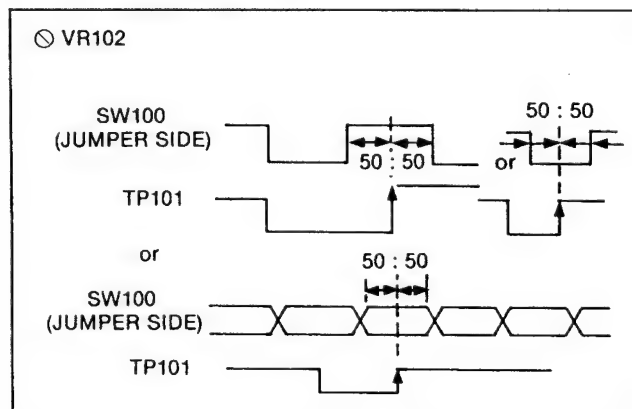 VR102
SW100
(JUMPER SIDE)
50 : 50
50 : 50
or
TP101
or
50 : 50
SW100
(JUMPER SIDE)
TP101